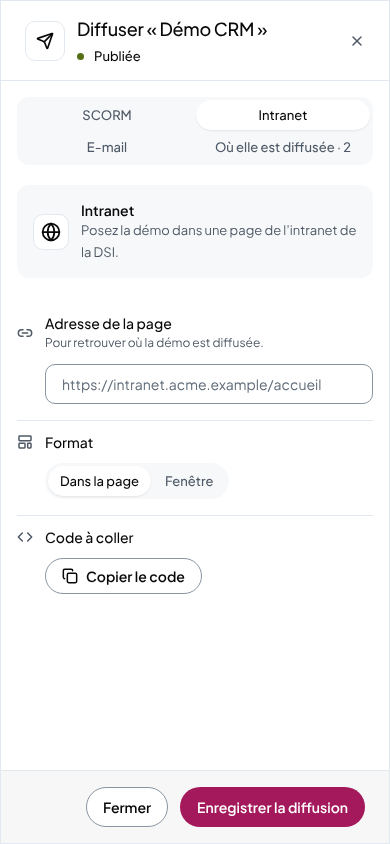 Diffuser « Démo CRM »
Publiée
SCORM
Intranet
E-mail
Où elle est diffusée · 2
Intranet
Posez la démo dans une page de l'intranet de
la DSI.
Adresse de la page
Pour retrouver où la démo est diffusée.
https://intranet.acme.example/accueil
Format
Dans la page
Fenêtre
Code à coller
Copier le code
Fermer
Enregistrer la diffusion